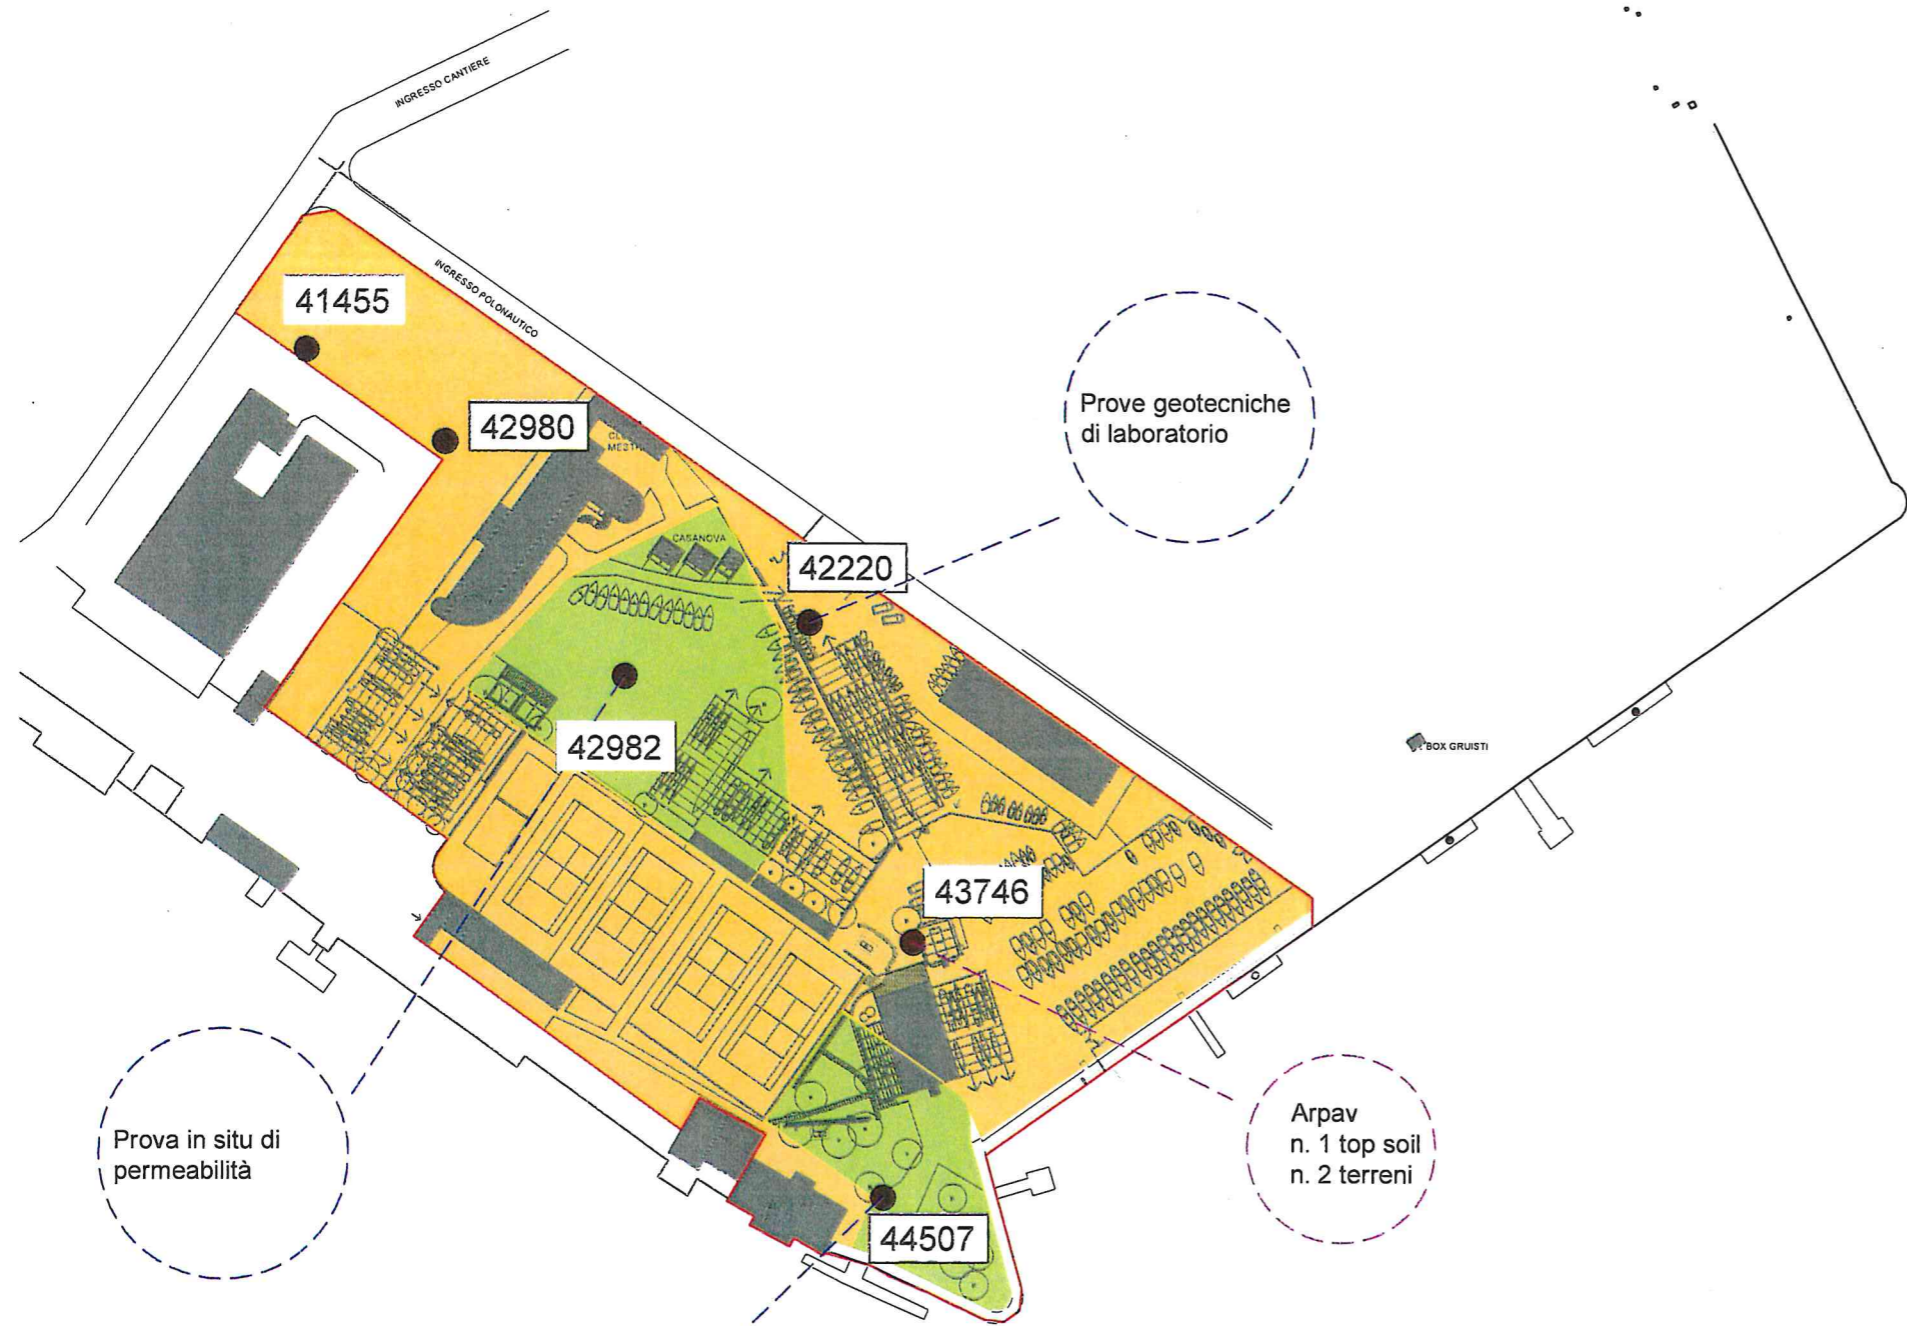 INGRESSO CANTIERE
INGRESSO POLONAUTICO
41455
42980
CASANOVA
42220
Prove geotecniche
di laboratorio
42982
BOX GRUISTI
43746
Prova in situ di
permeabilità
Arpav
n. 1 top soil
n. 2 terreni
44507